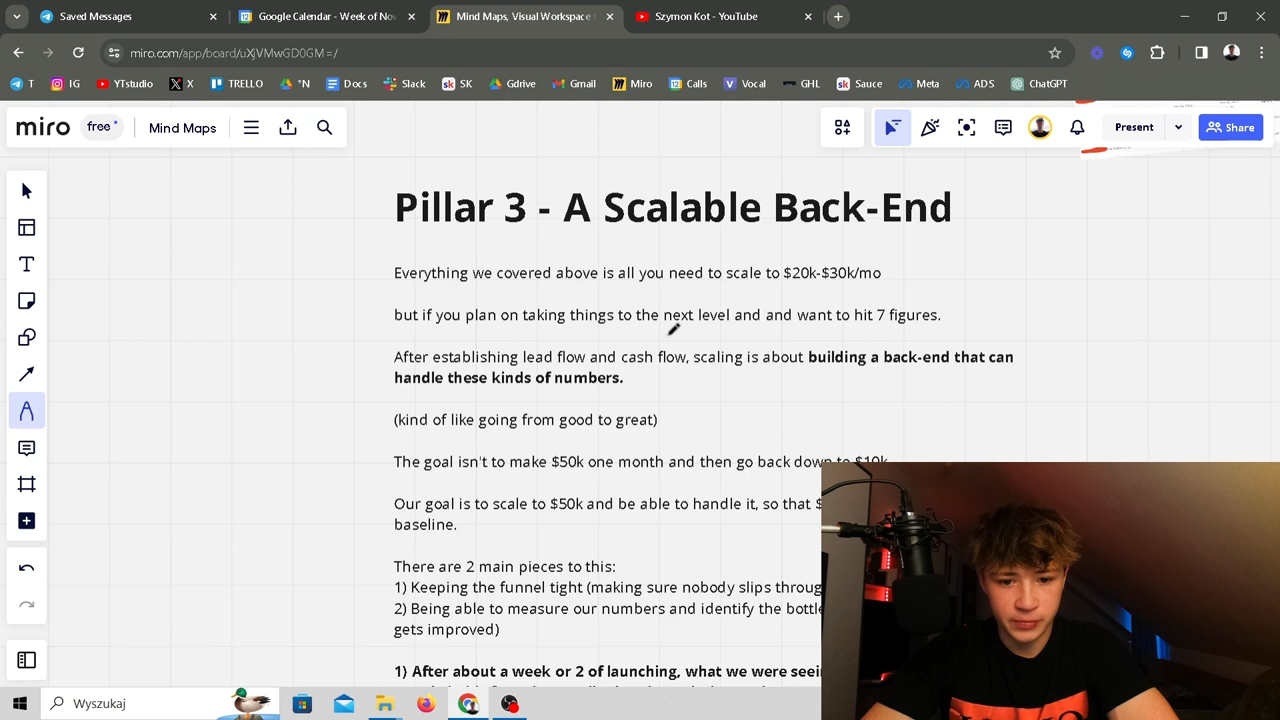 Saved Messages
Google Calendar - Week of Nov
Mind Maps, Visual Workspace
Szymon Kot - YouTube
miro.com/app/board/uXjVMwGD0GM=/
T IG YTstudio X TRELLO *N Docs Slack SK Gdrive Gmail Miro Calls Vocal GHL Sauce Meta ADS ChatGPT
miro free Mind Maps Present Share
Pillar 3 - A Scalable Back-End
Everything we covered above is all you need to scale to $20k-$30k/mo
but if you plan on taking things to the next level and and want to hit 7 figures.
After establishing lead flow and cash flow, scaling is about building a back-end that can
handle these kinds of numbers.
(kind of like going from good to great)
The goal isn't to make $50k one month and then go back down to $10k
Our goal is to scale to $50k and be able to handle it, so that $
baseline.
There are 2 main pieces to this:
1) Keeping the funnel tight (making sure nobody slips throug
2) Being able to measure our numbers and identify the bottle
gets improved)
1) After about a week or 2 of launching, what we were seein
Wyszukaj